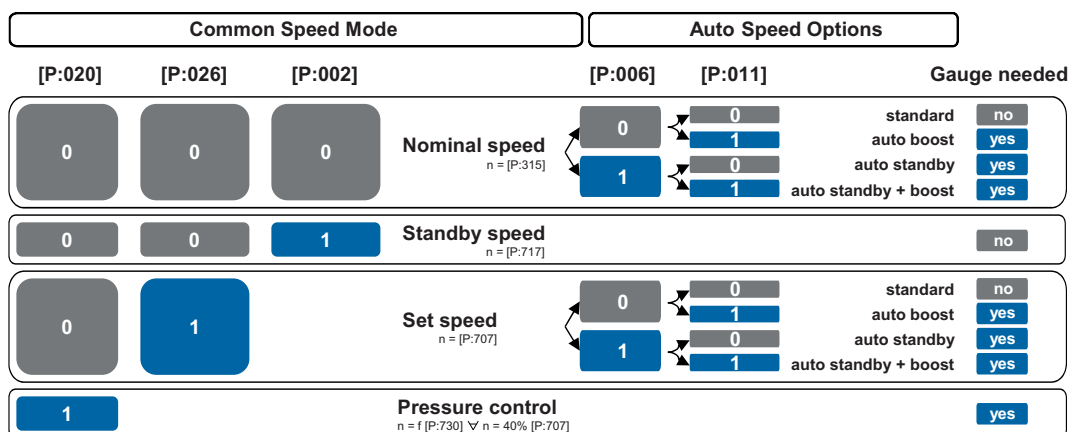 Common Speed Mode Auto Speed Options
[P:020] [P:026] [P:002] [P:006] [P:011] Gauge needed
0 0 0 Nominal speed
n = [P:315]
0 0 standard no
1 auto boost yes
1 0 auto standby yes
1 auto standby + boost yes
0 0 1 Standby speed no
n = [P:717]
0 1 Set speed
n = [P:707]
0 0 standard no
1 auto boost yes
1 0 auto standby yes
1 auto standby + boost yes
1 Pressure control yes
n = f [P:730] ∀ n = 40% [P:707]